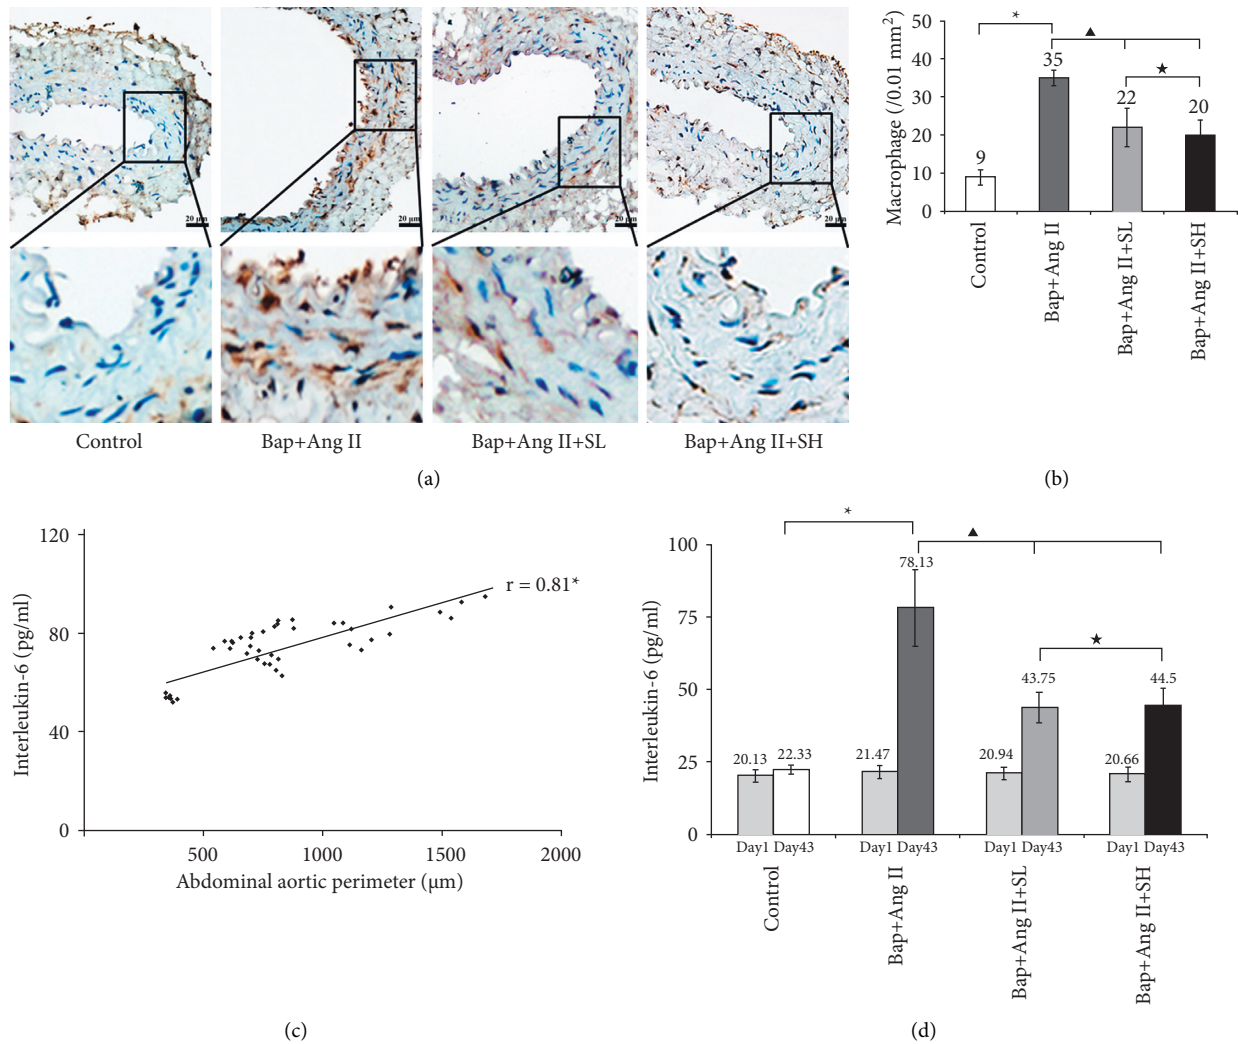 20 μm
20 μm
20 μm
20 μm
Control
Bap+Ang II
Bap+Ang II+SL
Bap+Ang II+SH
(a)
Macrophage (/0.01 mm²)
50
40
30
20
10
0
*
▲
★
9
35
22
20
Control
Bap+Ang II
Bap+Ang II+SL
Bap+Ang II+SH
(b)
Interleukin-6 (pg/ml)
120
80
40
0
r = 0.81*
500
1000
1500
2000
Abdominal aortic perimeter (μm)
(c)
Interleukin-6 (pg/ml)
100
75
50
25
0
*
▲
★
20.13
22.33
21.47
78.13
20.94
43.75
20.66
44.5
Day1 Day43
Day1 Day43
Day1 Day43
Day1 Day43
Control
Bap+Ang II
Bap+Ang II+SL
Bap+Ang II+SH
(d)